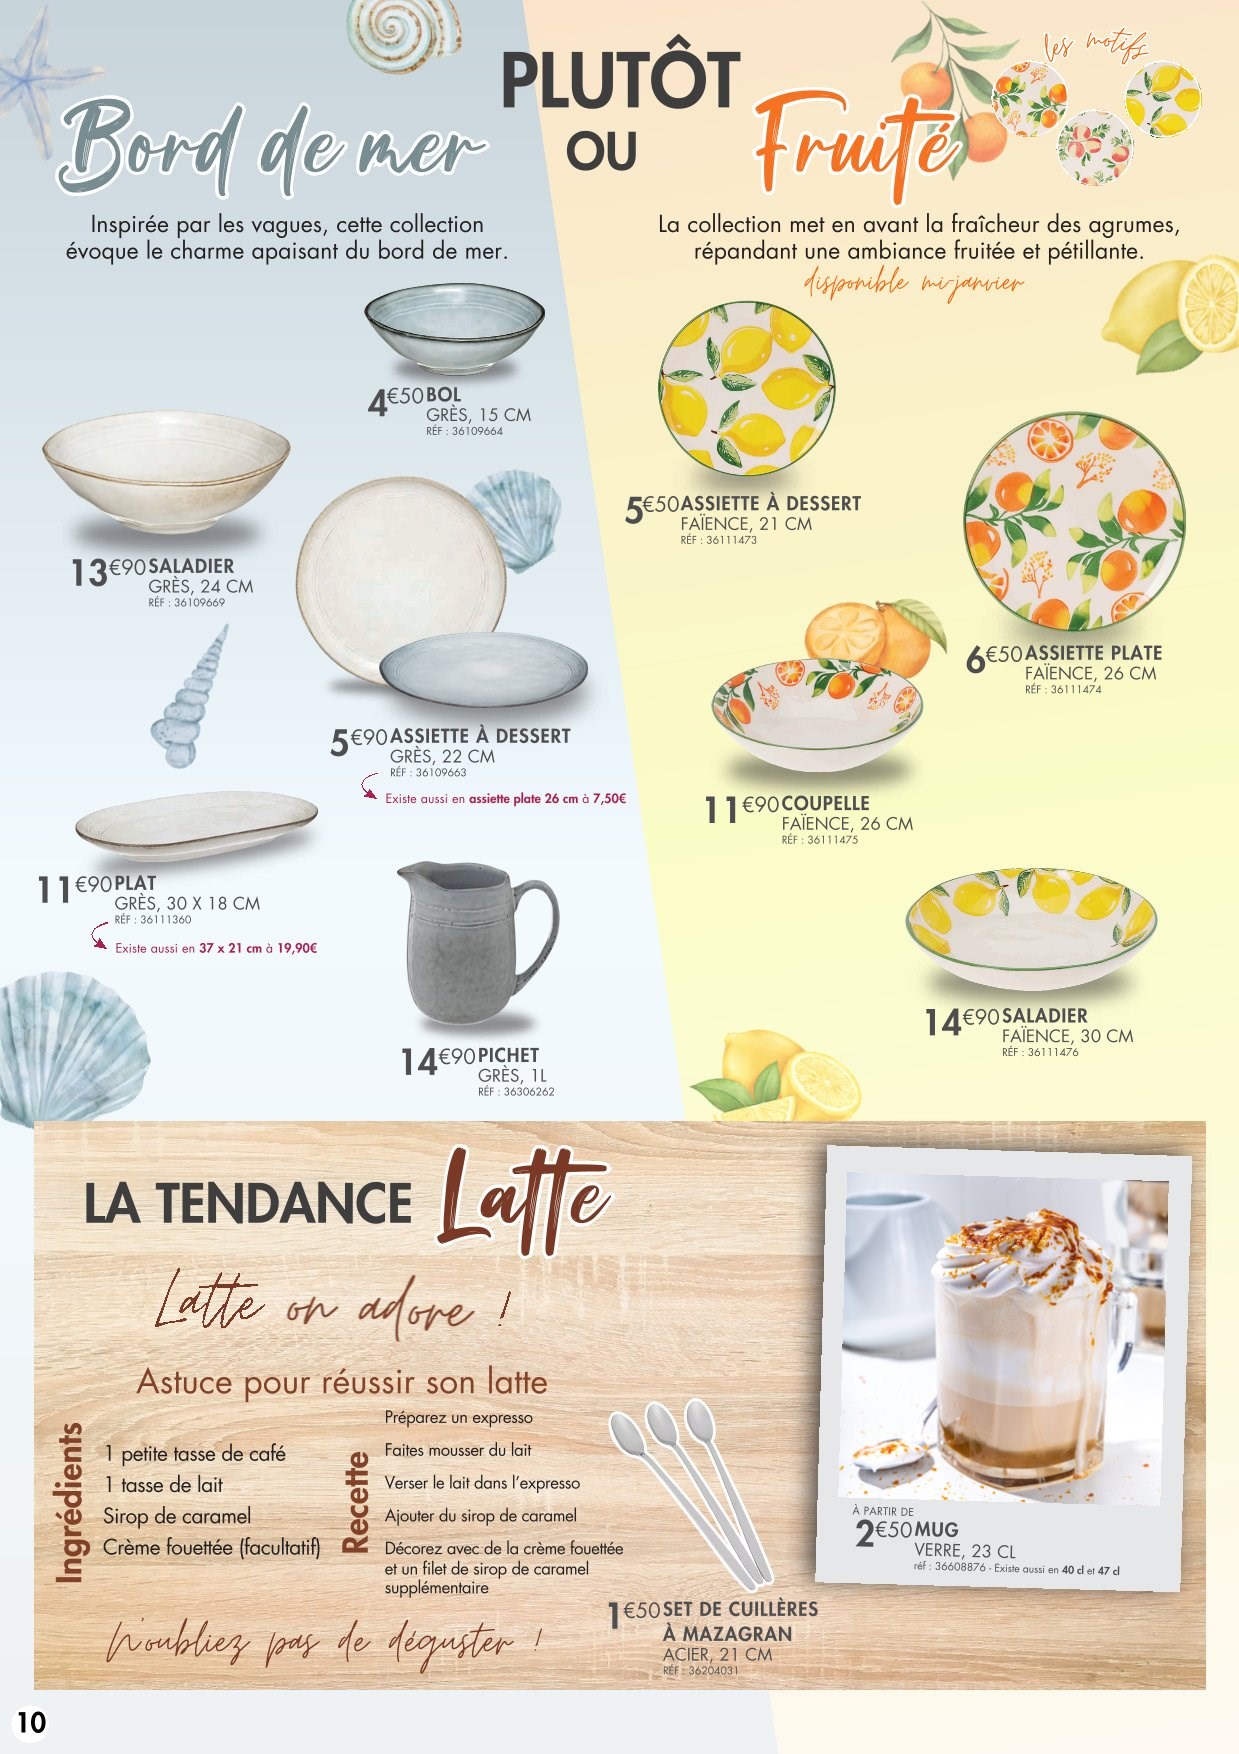 PLUTÔT
OU
Bord de mer
Inspirée par les vagues, cette collection
évoque le charme apaisant du bord de mer.
4€50 BOL
GRÈS, 15 CM
RÉF : 36109664
13€90 SALADIER
GRÈS, 24 CM
RÉF : 36109669
5€90 ASSIETTE À DESSERT
GRÈS, 22 CM
RÉF : 36109663
Existe aussi en assiette plate 26 cm à 7,50€
11€90 PLAT
GRÈS, 30 X 18 CM
RÉF : 36111360
Existe aussi en 37 x 21 cm à 19,90€
14€90 PICHET
GRÈS, 1L
RÉF : 36306262
Fruité
les motifs
La collection met en avant la fraîcheur des agrumes,
répandant une ambiance fruitée et pétillante.
disponible mi-janvier
5€50 ASSIETTE À DESSERT
FAÏENCE, 21 CM
RÉF : 36111473
6€50 ASSIETTE PLATE
FAÏENCE, 26 CM
RÉF : 36111474
11€90 COUPELLE
FAÏENCE, 26 CM
RÉF : 36111475
14€90 SALADIER
FAÏENCE, 30 CM
RÉF : 36111476
LA TENDANCE Latte
Latte on adore !
Astuce pour réussir son latte
Ingrédients
1 petite tasse de café
1 tasse de lait
Sirop de caramel
Crème fouettée (facultatif)
Recette
Préparez un expresso
Faites mousser du lait
Verser le lait dans l'expresso
Ajouter du sirop de caramel
Décorez avec de la crème fouettée
et un filet de sirop de caramel
supplémentaire
N'oubliez pas de déguster !
1€50 SET DE CUILLÈRES
À MAZAGRAN
ACIER, 21 CM
RÉF : 36204031
À PARTIR DE
2€50 MUG
VERRE, 23 CL
réf : 36608876 - Existe aussi en 40 cl et 47 cl
10